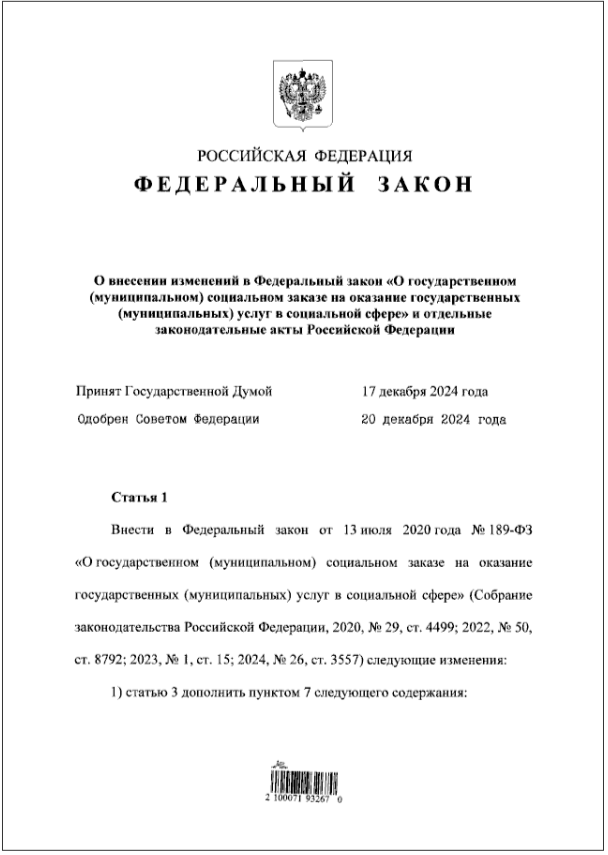 РОССИЙСКАЯ ФЕДЕРАЦИЯ
ФЕДЕРАЛЬНЫЙ ЗАКОН
О внесении изменений в Федеральный закон «О государственном
(муниципальном) социальном заказе на оказание государственных
(муниципальных) услуг в социальной сфере» и отдельные
законодательные акты Российской Федерации
Принят Государственной Думой 17 декабря 2024 года
Одобрен Советом Федерации 20 декабря 2024 года
Статья 1
Внести в Федеральный закон от 13 июля 2020 года № 189-ФЗ
«О государственном (муниципальном) социальном заказе на оказание
государственных (муниципальных) услуг в социальной сфере» (Собрание
законодательства Российской Федерации, 2020, № 29, ст. 4499; 2022, № 50,
ст. 8792; 2023, № 1, ст. 15; 2024, № 26, ст. 3557) следующие изменения:
1) статью 3 дополнить пунктом 7 следующего содержания:
2 100071 93267 0